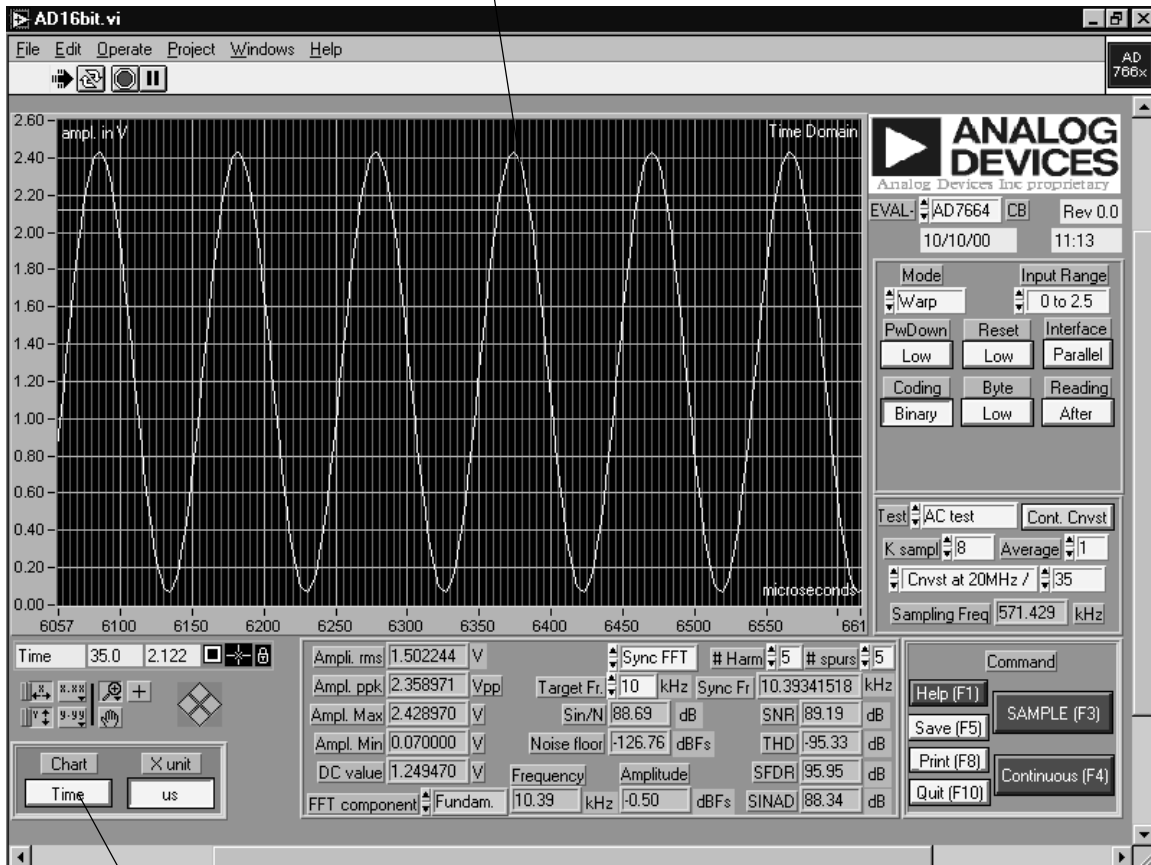 AD16bit.vi
File Edit Operate Project Windows Help
AD
766x
ampl. in V
Time Domain
2.60
2.40
2.20
2.00
1.80
1.60
1.40
1.20
1.00
0.80
0.60
0.40
0.20
0.00
microseconds
6057 6100 6150 6200 6250 6300 6350 6400 6450 6500 6550 661
ANALOG
DEVICES
Analog Devices Inc proprietary
EVAL- AD7664 CB Rev 0.0
10/10/00 11:13
Mode Input Range
Warp 0 to 2.5
PwDown Reset Interface
Low Low Parallel
Coding Byte Reading
Binary Low After
Test AC test Cont. Cnvst
K sampl 8 Average 1
Cnvst at 20MHz / 35
Sampling Freq 571.429 kHz
Time 35.0 2.122
Chart X unit
Time us
Ampli. rms 1.502244 V
Ampl. ppk 2.358971 Vpp
Ampl. Max 2.428970 V
Ampl. Min 0.070000 V
DC value 1.249470 V
FFT component Fundam.
Sync FFT # Harm 5 # spurs 5
Target Fr. 10 kHz Sync Fr 10.39341518 kHz
Sin/N 88.69 dB SNR 89.19 dB
Noise floor -126.76 dBFs THD -95.33 dB
Frequency Amplitude SFDR 95.95 dB
10.39 kHz -0.50 dBFs SINAD 88.34 dB
Command
Help (F1)
Save (F5)
Print (F8)
Quit (F10)
SAMPLE (F3)
Continuous (F4)